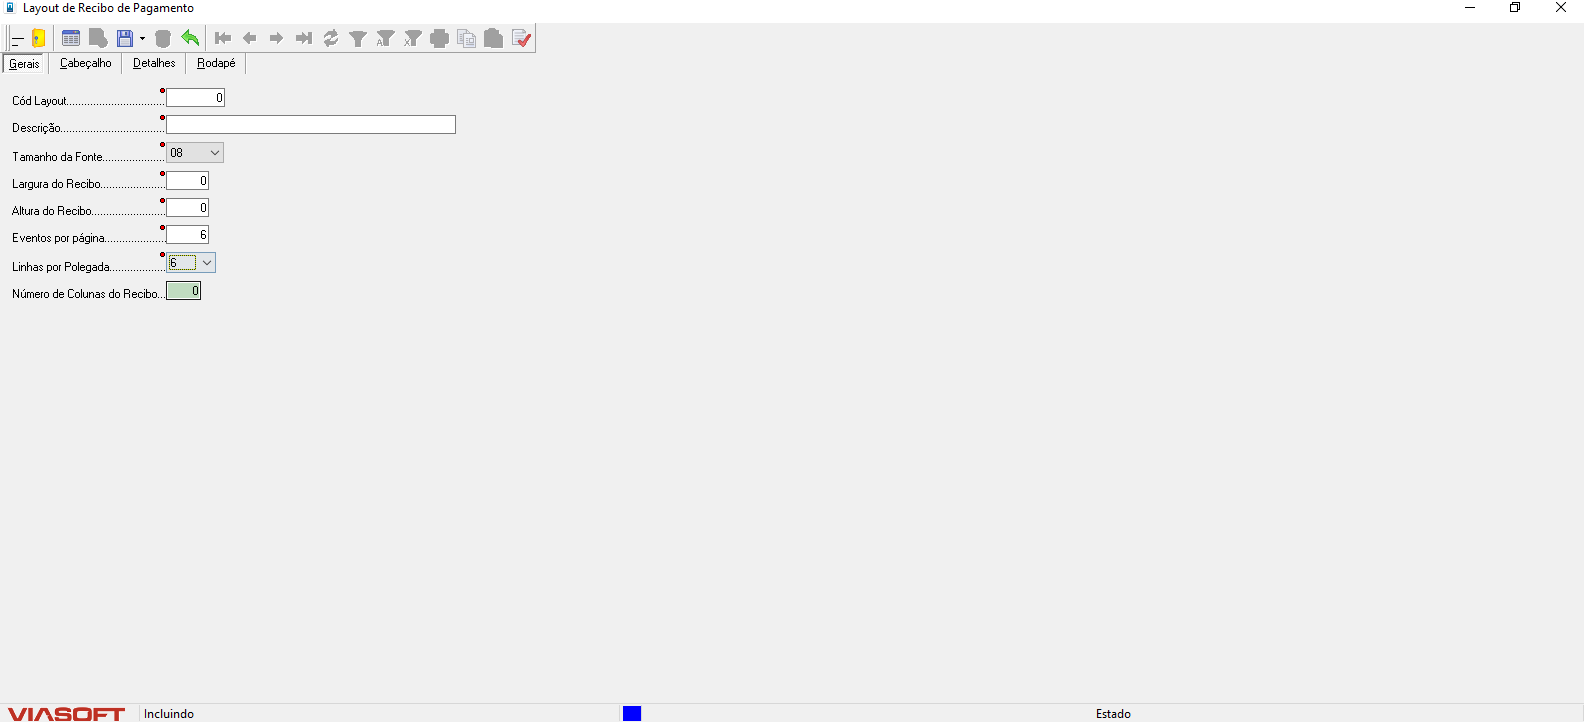 Layout de Recibo de Pagamento
Gerais Cabeçalho Detalhes Rodapé
Cód Layout................................. 0
Descrição...................................
Tamanho da Fonte..................... 08
Largura do Recibo...................... 0
Altura do Recibo......................... 0
Eventos por página.................... 6
Linhas por Polegada................... 6
Número de Colunas do Recibo... 0
VIASOFT Incluindo Estado